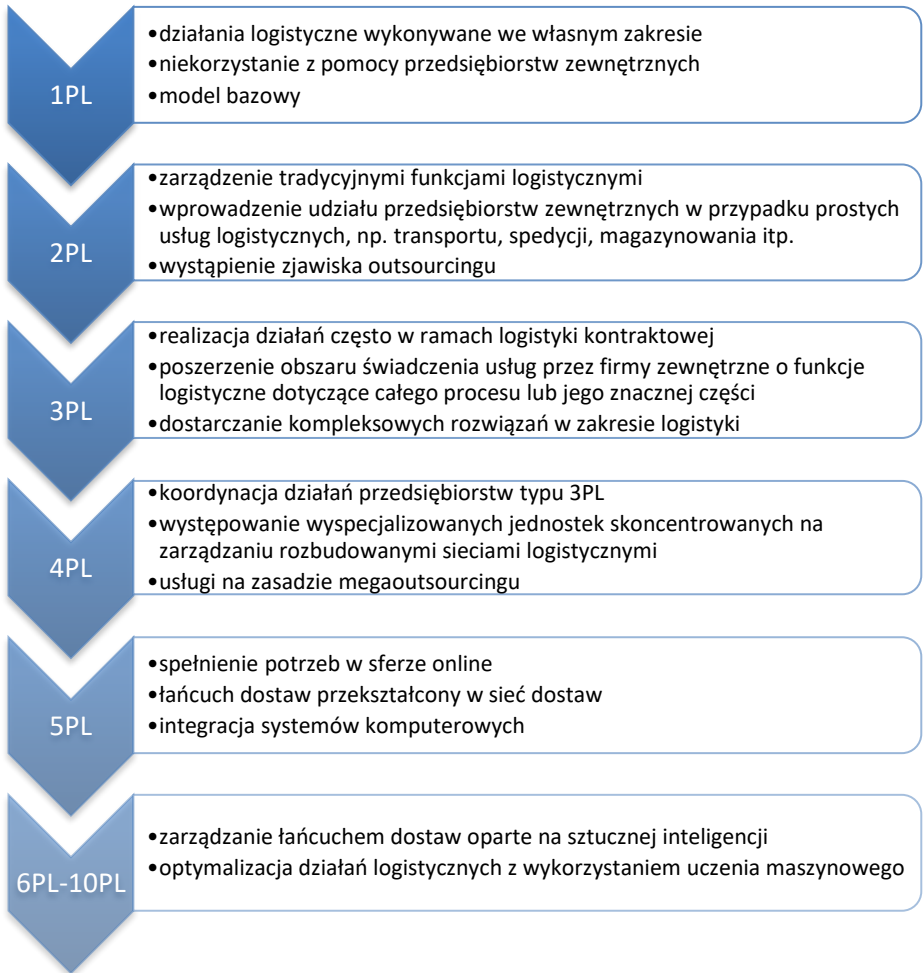 1PL
•działania logistyczne wykonywane we własnym zakresie
•niekorzystanie z pomocy przedsiębiorstw zewnętrznych
•model bazowy
2PL
•zarządzenie tradycyjnymi funkcjami logistycznymi
•wprowadzenie udziału przedsiębiorstw zewnętrznych w przypadku prostych
usług logistycznych, np. transportu, spedycji, magazynowania itp.
•wystąpienie zjawiska outsourcingu
3PL
•realizacja działań często w ramach logistyki kontraktowej
•poszerzenie obszaru świadczenia usług przez firmy zewnętrzne o funkcje
logistyczne dotyczące całego procesu lub jego znacznej części
•dostarczanie kompleksowych rozwiązań w zakresie logistyki
4PL
•koordynacja działań przedsiębiorstw typu 3PL
•występowanie wyspecjalizowanych jednostek skoncentrowanych na
zarządzaniu rozbudowanymi sieciami logistycznymi
•usługi na zasadzie megaoutsourcingu
5PL
•spełnienie potrzeb w sferze online
•łańcuch dostaw przekształcony w sieć dostaw
•integracja systemów komputerowych
6PL-10PL
•zarządzanie łańcuchem dostaw oparte na sztucznej inteligencji
•optymalizacja działań logistycznych z wykorzystaniem uczenia maszynowego